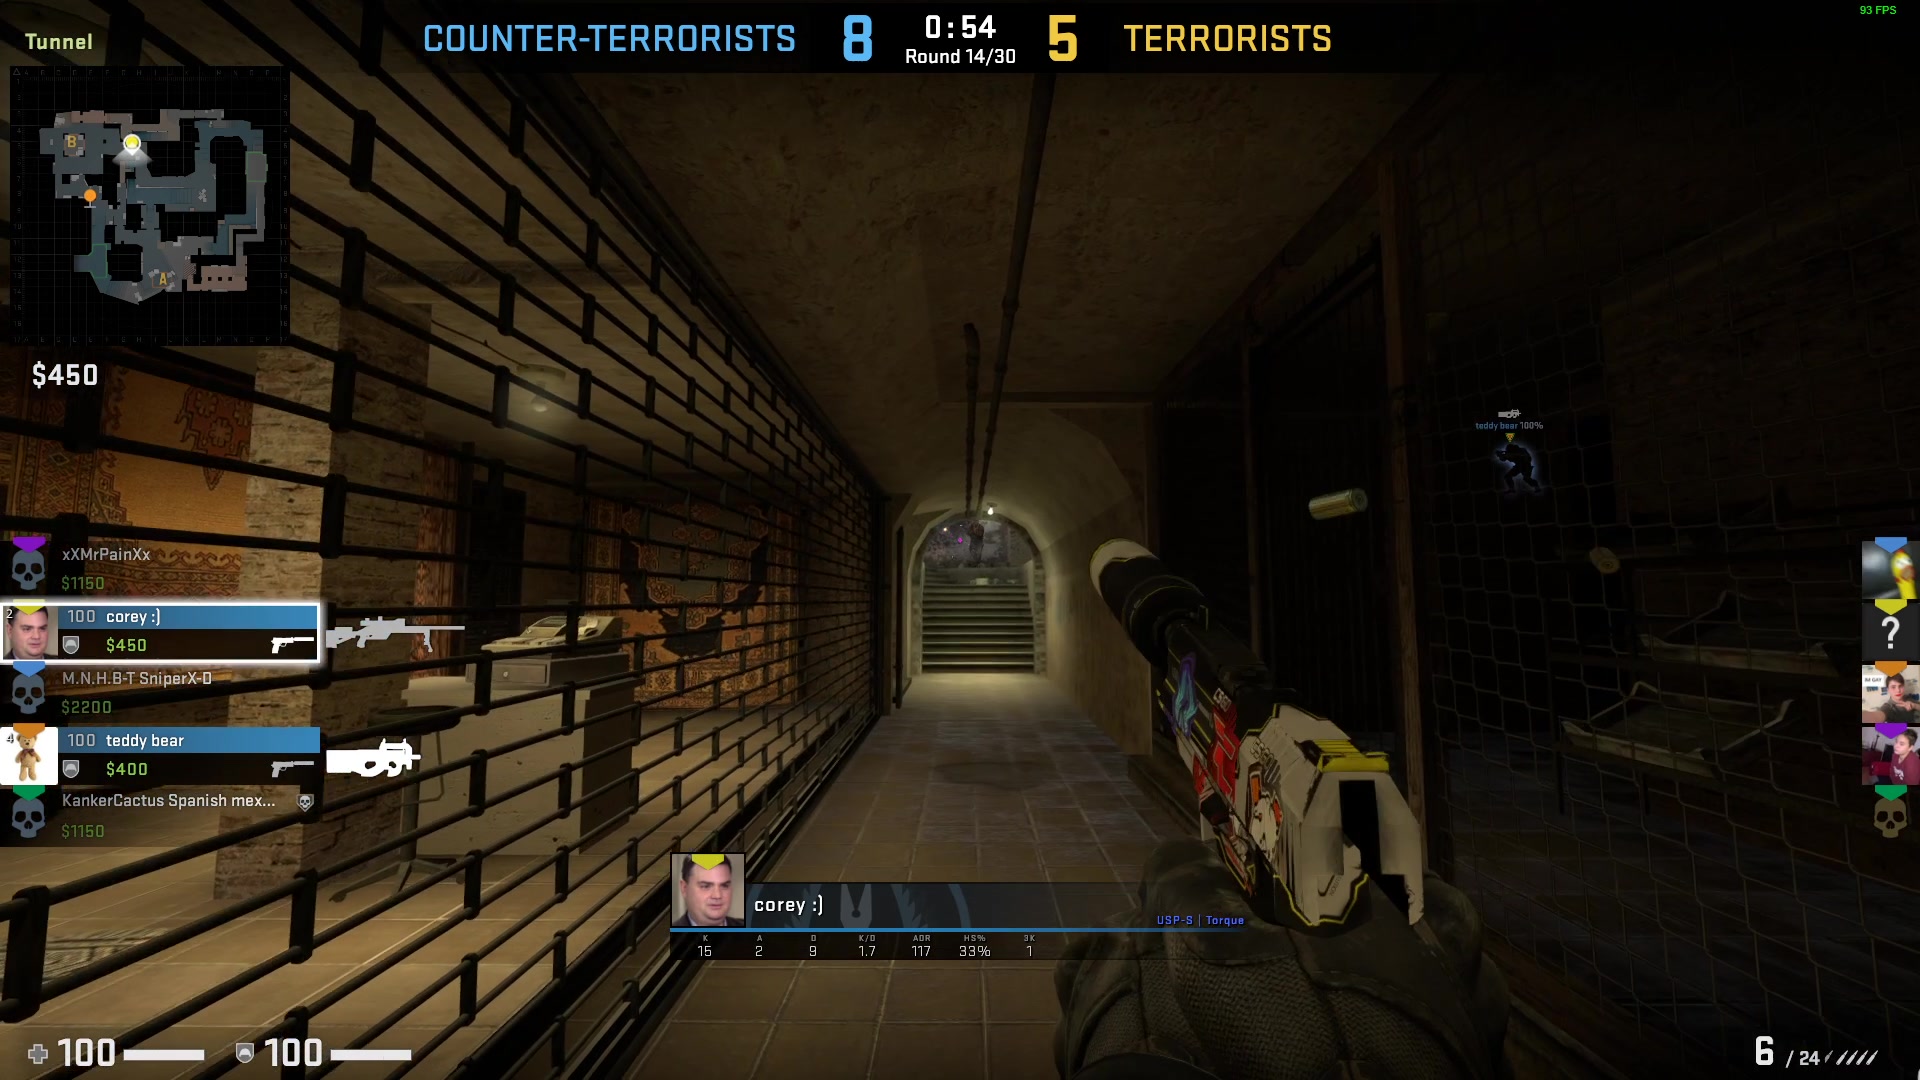 93 FPS
Tunnel
COUNTER-TERRORISTS 8 0:54 5 TERRORISTS
Round 14/30
B
A
$450
teddy bear 100%
xXMrPainXx
$1150
2
100 corey :)
$450
M.N.H.B-T SniperX-D
$2200
4
100 teddy bear
$400
KankerCactus Spanish mex...
$1150
?
corey :)
USP-S | Torque
K A D K/D ADR HS% 3K
15 2 9 1.7 117 33% 1
100 100
6 / 24